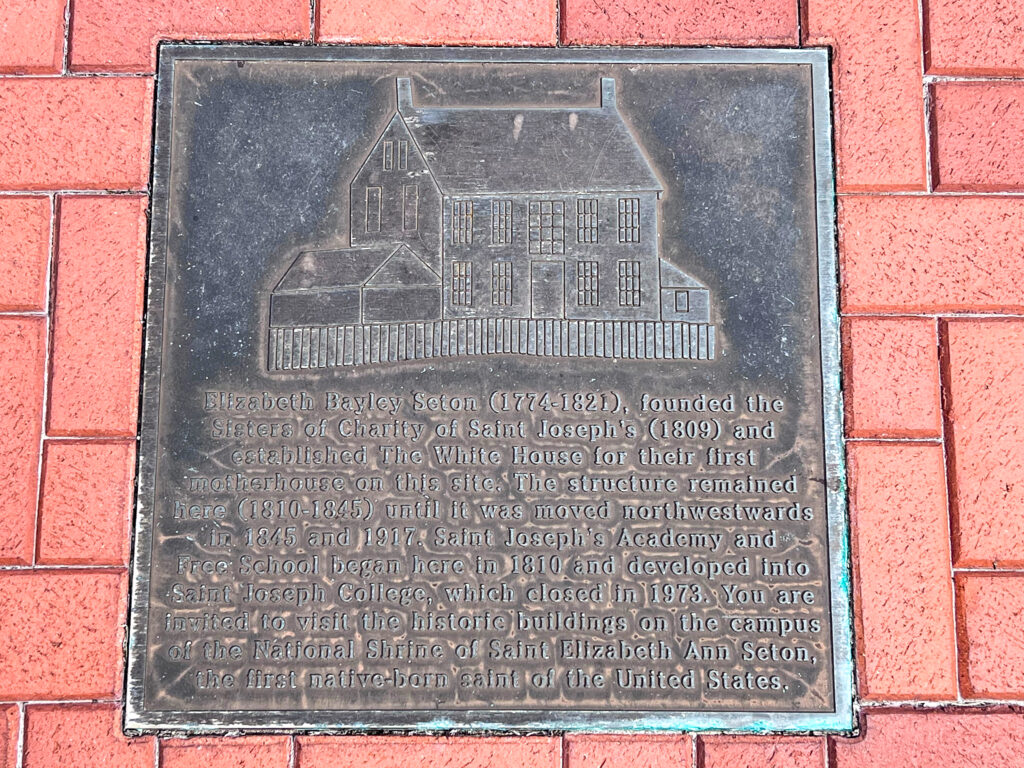 Elizabeth Bayley Seton (1774-1821), founded the
Sisters of Charity of Saint Joseph's (1809) and
established The White House for their first
motherhouse on this site. The structure remained
here (1810-1845) until it was moved northwestwards
in 1845 and 1917. Saint Joseph's Academy and
Free School began here in 1810 and developed into
Saint Joseph College, which closed in 1973. You are
invited to visit the historic buildings on the campus
of the National Shrine of Saint Elizabeth Ann Seton,
the first native-born saint of the United States.